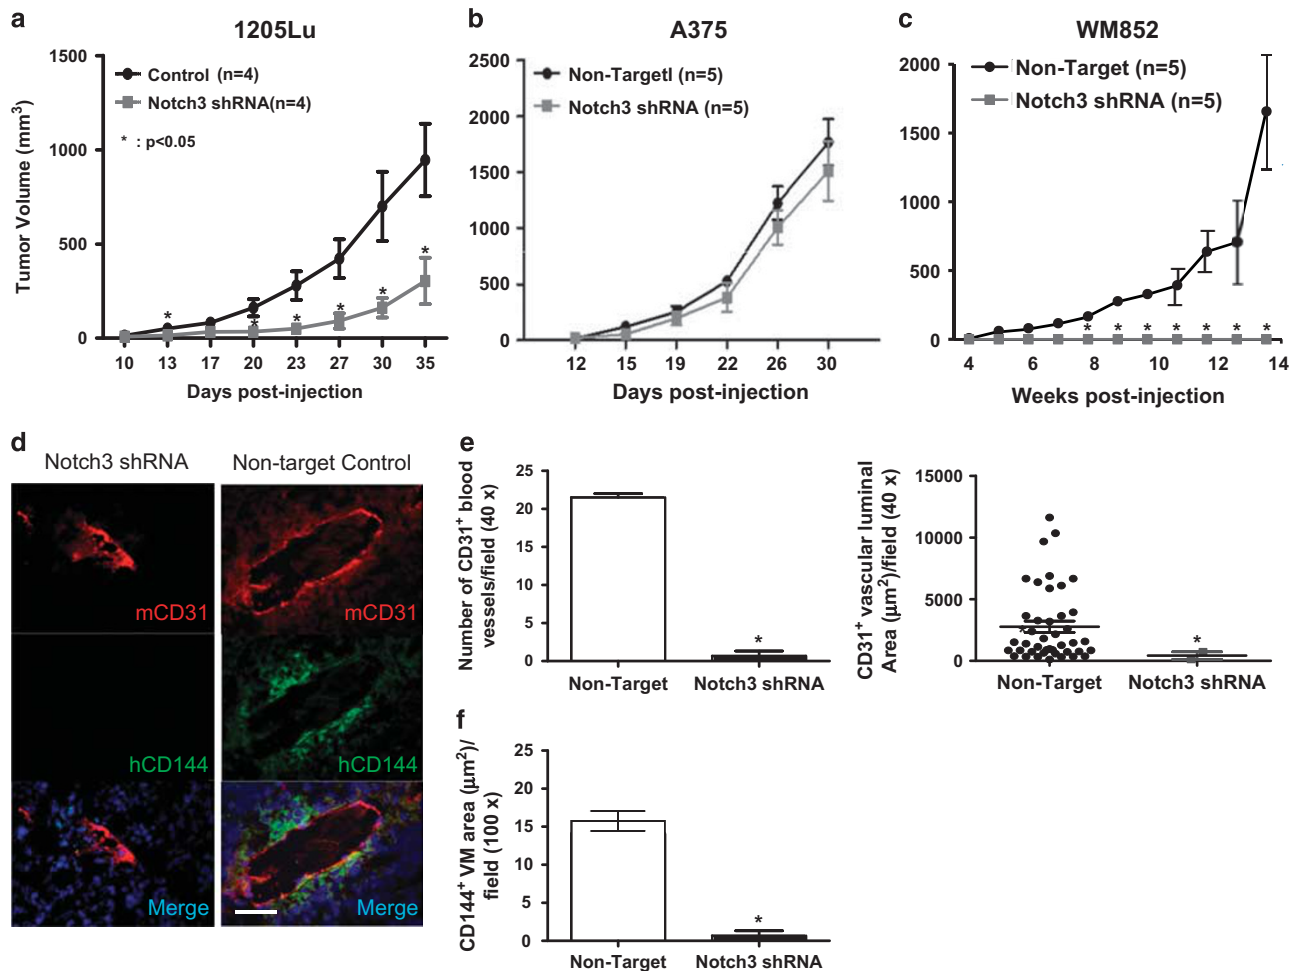 a
1205Lu
Tumor Volume (mm³)
1500
1000
500
0
Control (n=4)
Notch3 shRNA(n=4)
* : p<0.05
*
* * * * *
10 13 17 20 23 27 30 35
Days post-injection
b
A375
2500
2000
1500
1000
500
0
Non-Targetl (n=5)
Notch3 shRNA (n=5)
12 15 19 22 26 30
Days post-injection
c
WM852
2000
1500
1000
500
0
Non-Target (n=5)
Notch3 shRNA (n=5)
* * * * * * *
4 6 8 10 12 14
Weeks post-injection
d
Notch3 shRNA Non-target Control
mCD31 mCD31
hCD144 hCD144
Merge Merge
e
Number of CD31⁺ blood
vessels/field (40 x)
25
20
15
10
5
0
*
Non-Target Notch3 shRNA
CD31⁺ vascular luminal
Area (μm²)/field (40 x)
15000
10000
5000
0
*
Non-Target Notch3 shRNA
f
CD144⁺ VM area (μm²)/
field (100 x)
25
20
15
10
5
0
*
Non-Target Notch3 shRNA